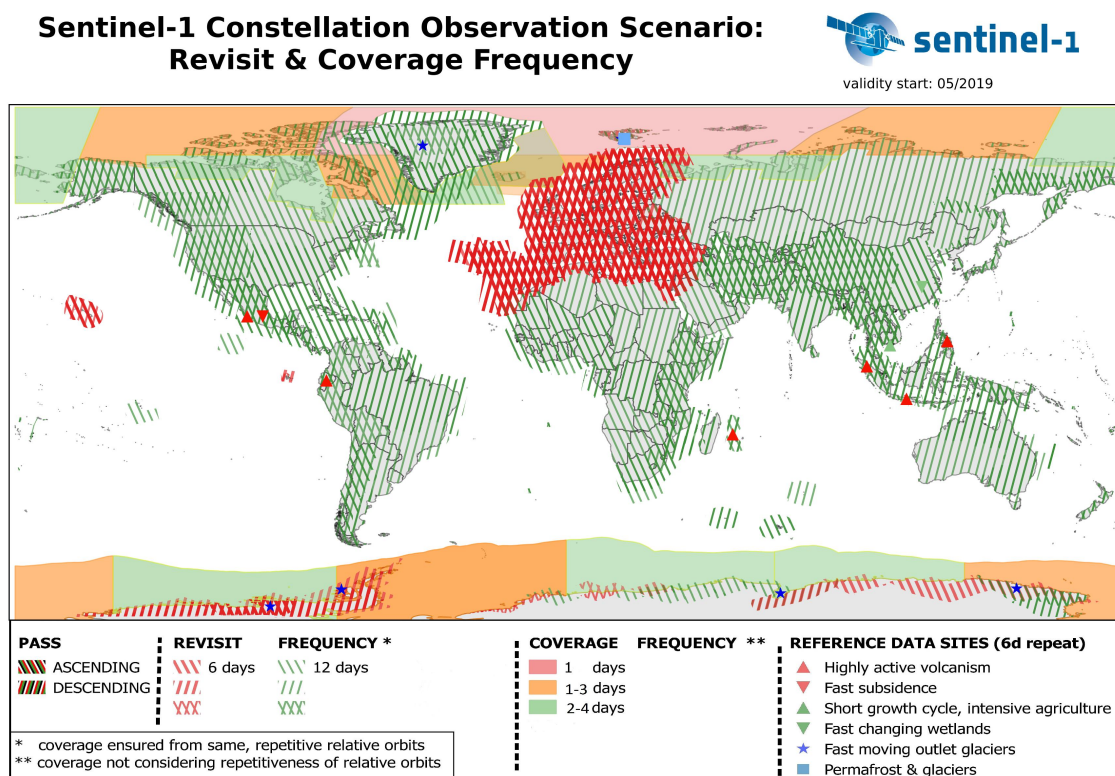 Sentinel-1 Constellation Observation Scenario:
Revisit & Coverage Frequency
sentinel-1
validity start: 05/2019
PASS
ASCENDING
DESCENDING
REVISIT FREQUENCY *
6 days 12 days
COVERAGE FREQUENCY **
1 days
1-3 days
2-4 days
REFERENCE DATA SITES (6d repeat)
Highly active volcanism
Fast subsidence
Short growth cycle, intensive agriculture
Fast changing wetlands
Fast moving outlet glaciers
Permafrost & glaciers
* coverage ensured from same, repetitive relative orbits
** coverage not considering repetitiveness of relative orbits